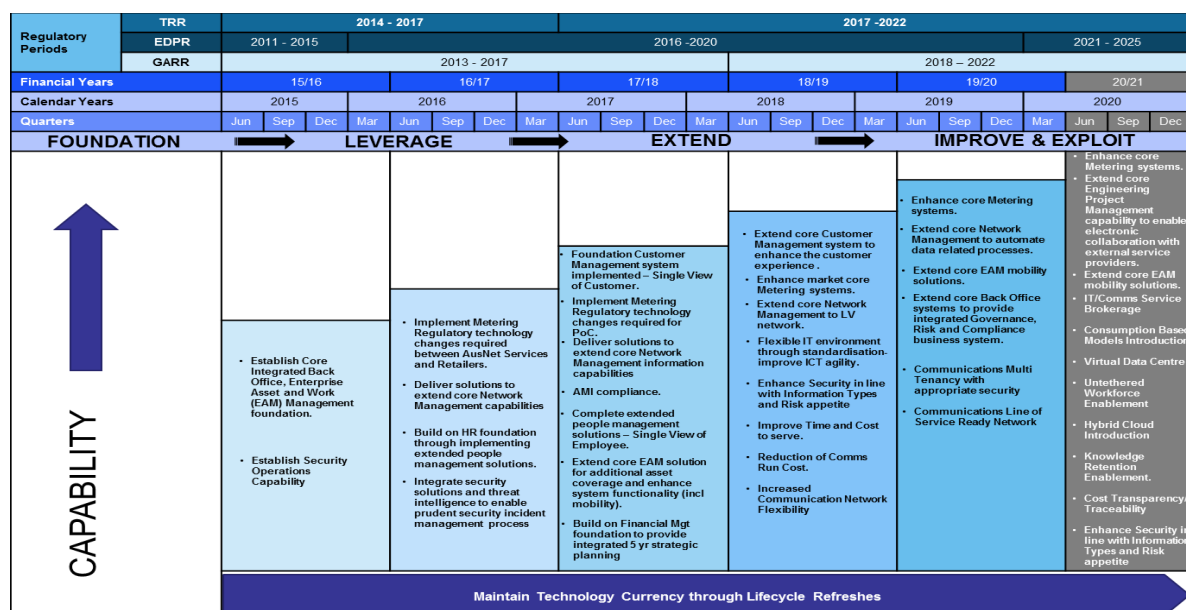 Regulatory Periods
TRR
2014 - 2017
2017-2022
EDPR
2011 - 2015
2016 -2020
2021 - 2025
GARR
2013 - 2017
2018 – 2022
Financial Years
15/16
16/17
17/18
18/19
19/20
20/21
Calendar Years
2015
2016
2017
2018
2019
2020
Quarters
Jun Sep Dec Mar Jun Sep Dec Mar Jun Sep Dec Mar Jun Sep Dec Mar Jun Sep Dec Mar Jun Sep Dec
FOUNDATION
LEVERAGE
EXTEND
IMPROVE & EXPLOIT
CAPABILITY
• Establish Core
Integrated Back
Office, Enterprise
Asset and Work
(EAM) Management
foundation.
• Establish Security
Operations
Capability
• Implement Metering
Regulatory technology
changes required
between AusNet Services
and Retailers.
• Deliver solutions to
extend core Network
Management capabilities
• Build on HR foundation
through implementing
extended people
management solutions.
• Integrate security
solutions and threat
intelligence to enable
prudent security incident
management process
• Foundation Customer
Management system
implemented – Single View
of Customer.
• Implement Metering
Regulatory technology
changes required for
PoC.
• Deliver solutions to
extend core Network
Management information
capabilities
• AMI compliance.
• Complete extended
people management
solutions – Single View of
Employee.
• Extend core EAM solution
for additional asset
coverage and enhance
system functionality (incl
mobility).
• Build on Financial Mgt
foundation to provide
integrated 5 yr strategic
planning
• Extend core Customer
Management system to
enhance the customer
experience .
• Enhance market core
Metering systems.
• Extend core Network
Management to LV
network.
• Flexible IT environment
through standardisation-
improve ICT agility.
• Enhance Security in line
with Information Types
and Risk appetite
• Improve Time and Cost
to serve.
• Reduction of Comms
Run Cost.
• Increased
Communication Network
Flexibility
• Enhance core Metering
systems.
• Extend core Network
Management to automate
data related processes.
• Extend core EAM mobility
solutions.
• Extend core Back Office
systems to provide
integrated Governance,
Risk and Compliance
business system.
• Communications Multi
Tenancy with
appropriate security
• Communications Line of
Service Ready Network
• Enhance core
Metering systems.
• Extend core
Engineering
Project
Management
capability to enable
electronic
collaboration with
external service
providers.
• Extend core EAM
mobility solutions.
• IT/Comms Service
Brokerage
• Consumption Based
Models Introduction
• Virtual Data Centre
• Untethered
Workforce
Enablement
• Hybrid Cloud
Introduction
• Knowledge
Retention
Enablement.
• Cost Transparency/
Traceability
• Enhance Security in
line with Information
Types and Risk
appetite
Maintain Technology Currency through Lifecycle Refreshes